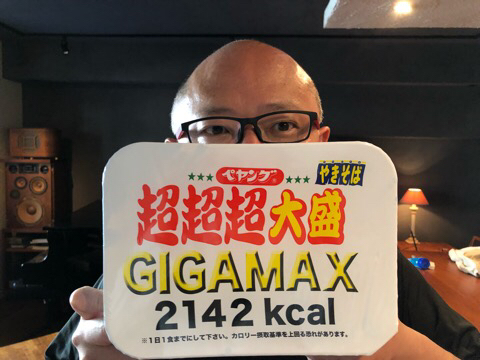 ★★★ ペヤング ★★★ やきそば
超超超大盛
GIGAMAX
2142 kcal
※1日1食までにして下さい。カロリー摂取基準を上回る恐れがあります。